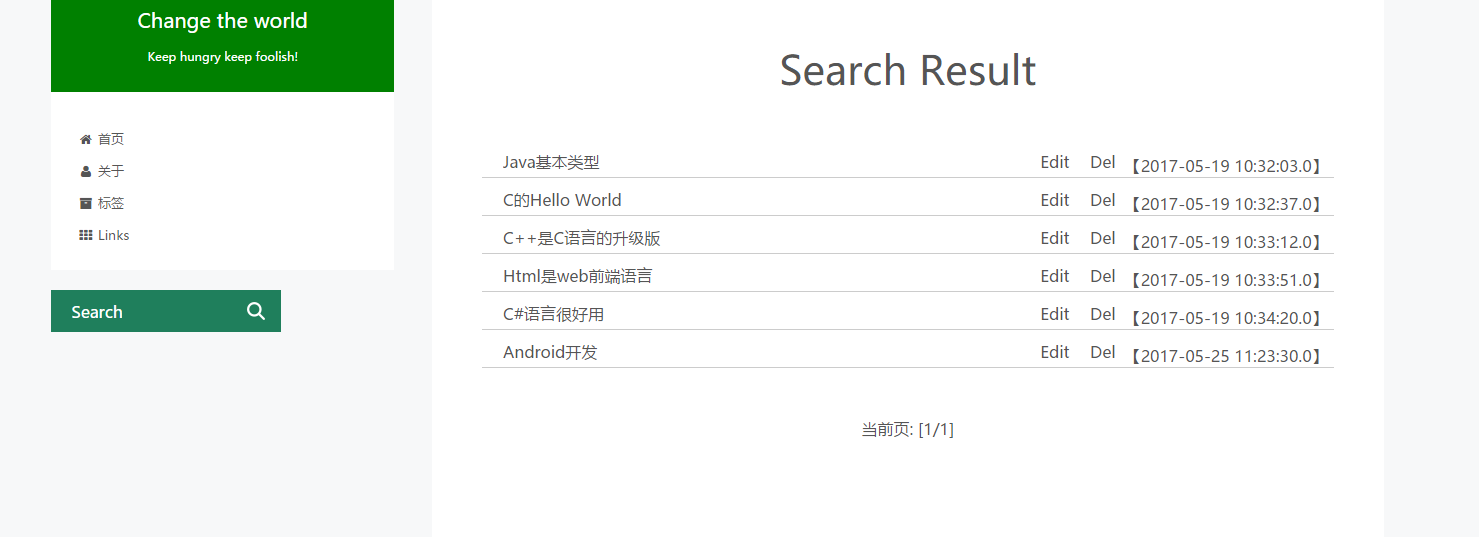 Change the world
Keep hungry keep foolish!
首页
关于
标签
Links
Search
Search Result
Java基本类型 Edit Del 【2017-05-19 10:32:03.0】
C的Hello World Edit Del 【2017-05-19 10:32:37.0】
C++是C语言的升级版 Edit Del 【2017-05-19 10:33:12.0】
Html是web前端语言 Edit Del 【2017-05-19 10:33:51.0】
C#语言很好用 Edit Del 【2017-05-19 10:34:20.0】
Android开发 Edit Del 【2017-05-25 11:23:30.0】
当前页: [1/1]